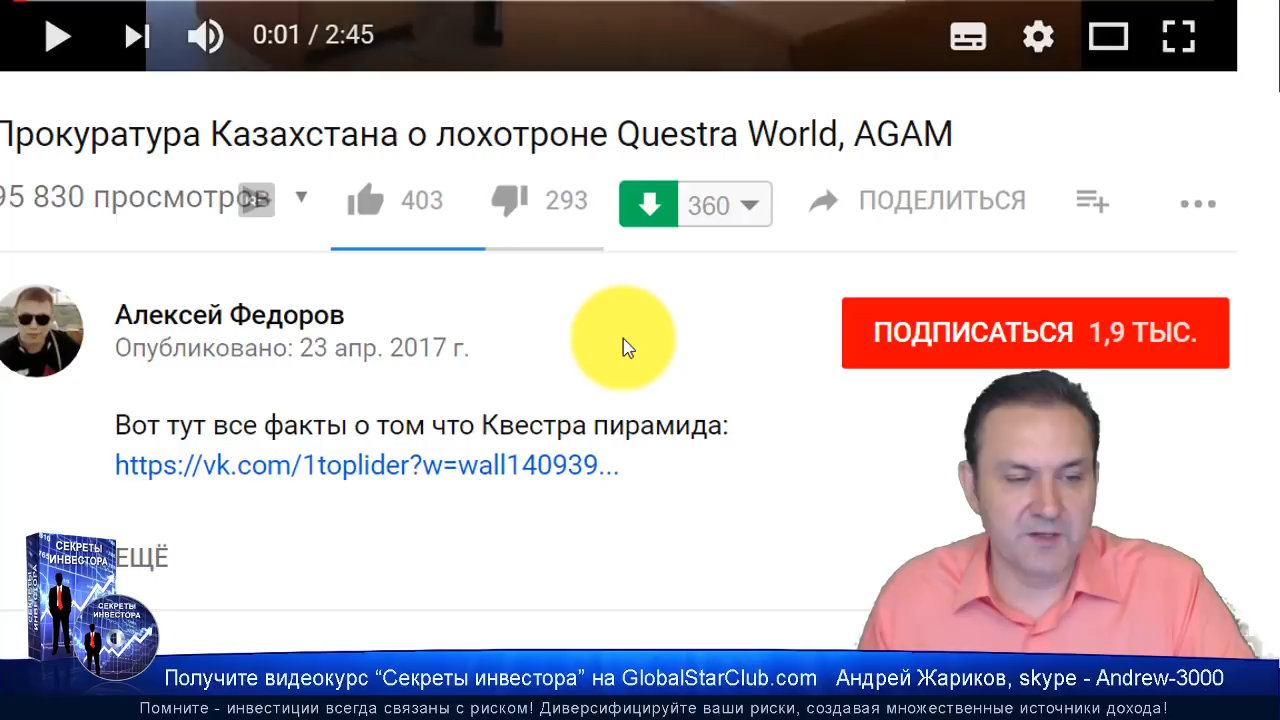 0:01 / 2:45
Прокуратура Казахстана о лохотроне Questra World, AGAM
95 830 просмотров
403
293
360
ПОДЕЛИТЬСЯ
Алексей Федоров
Опубликовано: 23 апр. 2017 г.
ПОДПИСАТЬСЯ 1,9 ТЫС.
Вот тут все факты о том что Квестра пирамида:
https://vk.com/1toplider?w=wall140939...
ЕЩЁ
СЕКРЕТЫ
ИНВЕСТОРА
СЕКРЕТЫ
ИНВЕСТОРА
Получите видеокурс “Секреты инвестора” на GlobalStarClub.com Андрей Жариков, skype - Andrew-3000
Помните - инвестиции всегда связаны с риском! Диверсифицируйте ваши риски, создавая множественные источники дохода!